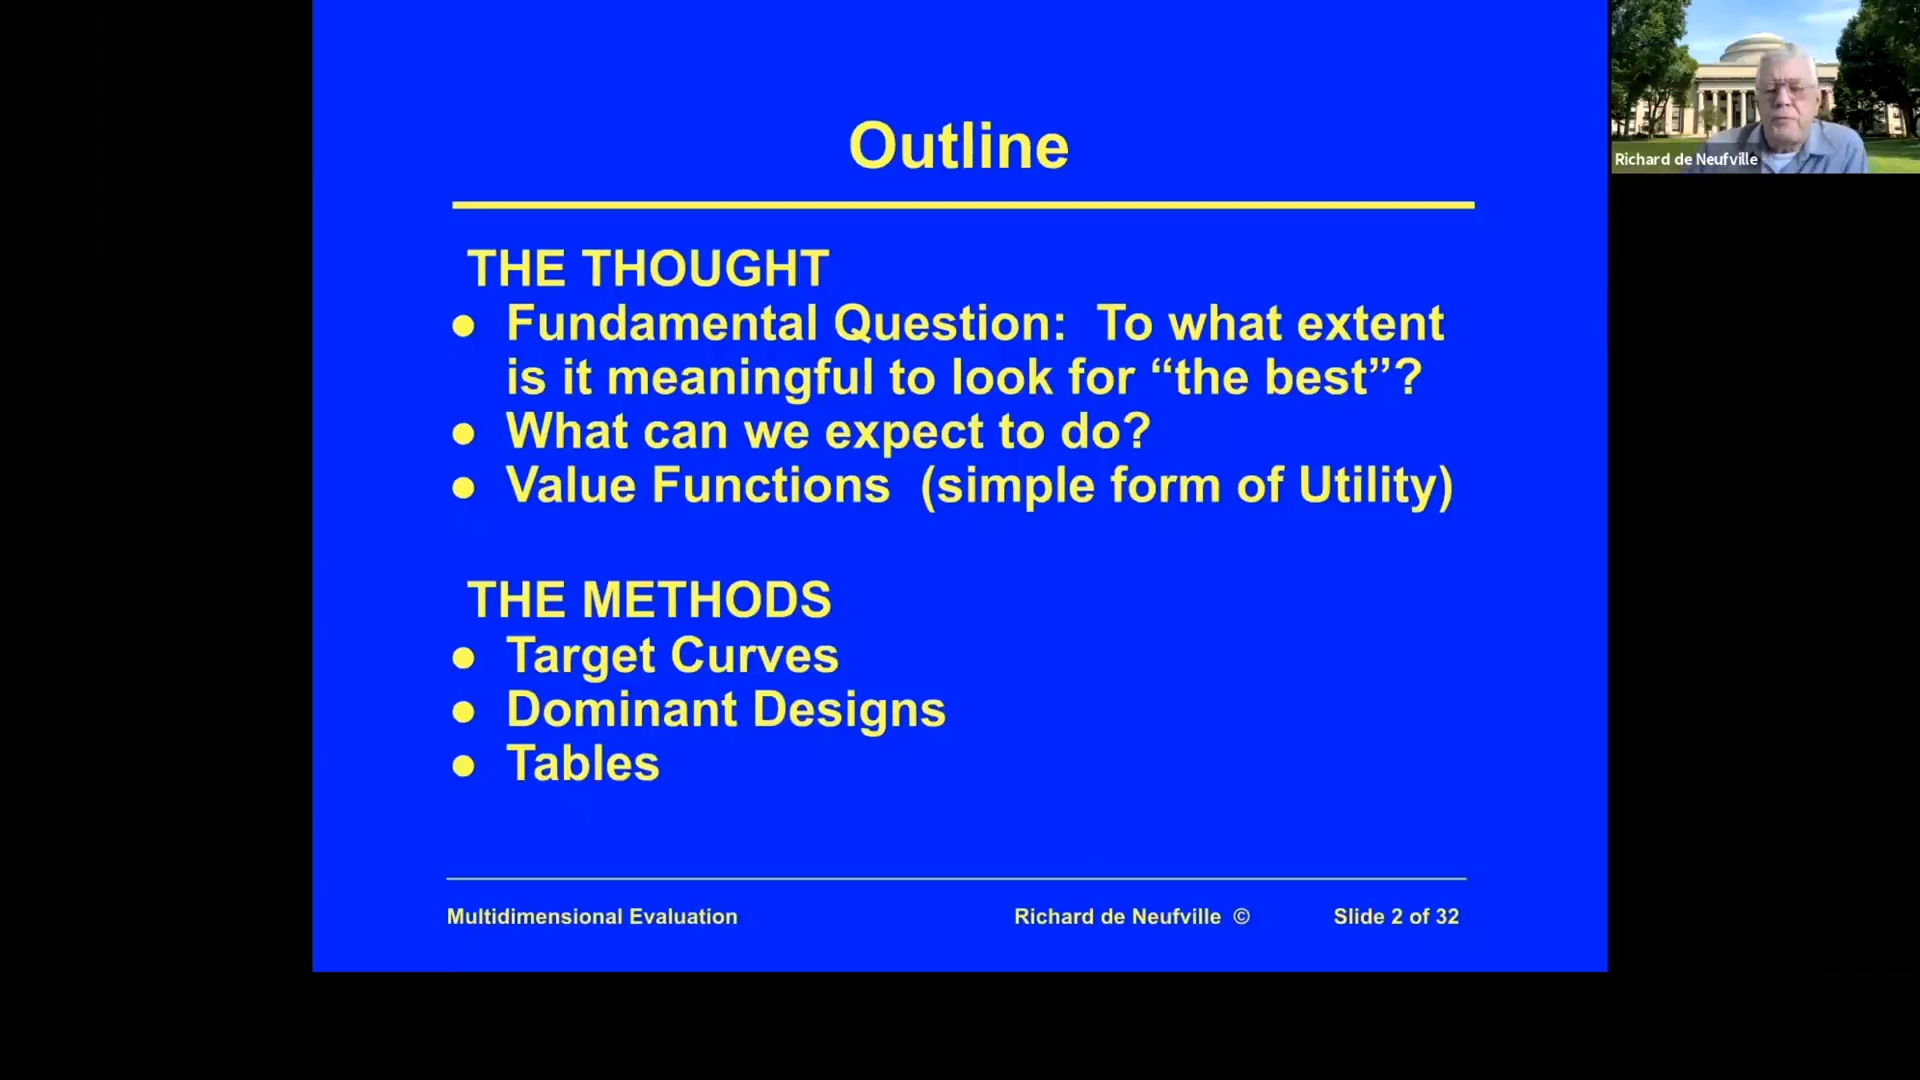 Outline
THE THOUGHT
● Fundamental Question:  To what extent
is it meaningful to look for “the best”?
● What can we expect to do?
● Value Functions  (simple form of Utility)
THE METHODS
● Target Curves
● Dominant Designs
● Tables
Multidimensional Evaluation
Richard de Neufville ©
Slide 2 of 32
Richard de Neufville